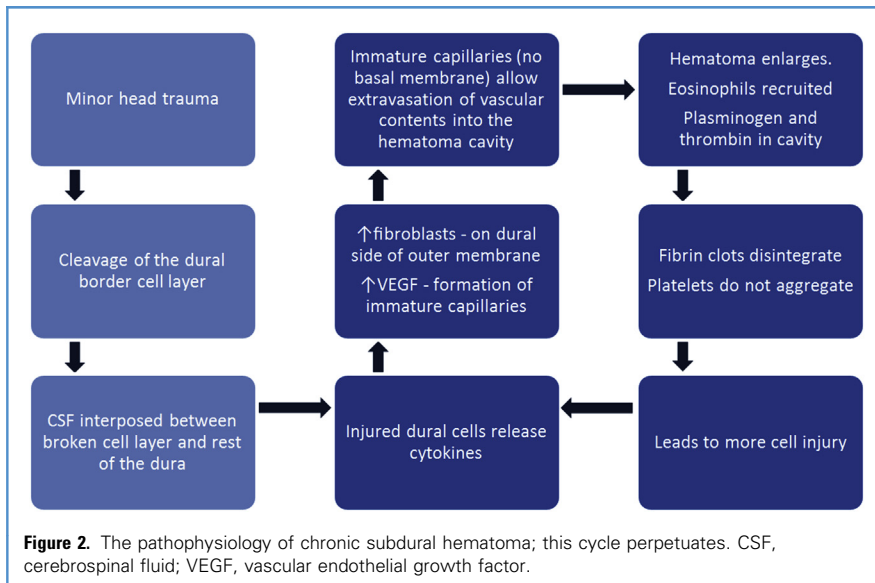 Minor head trauma
Cleavage of the dural
border cell layer
CSF interposed between
broken cell layer and rest
of the dura
Injured dural cells release
cytokines
↑fibroblasts - on dural
side of outer membrane
↑VEGF - formation of
immature capillaries
Immature capillaries (no
basal membrane) allow
extravasation of vascular
contents into the
hematoma cavity
Hematoma enlarges.
Eosinophils recruited
Plasminogen and
thrombin in cavity
Fibrin clots disintegrate
Platelets do not aggregate
Leads to more cell injury
Figure 2. The pathophysiology of chronic subdural hematoma; this cycle perpetuates. CSF,
cerebrospinal fluid; VEGF, vascular endothelial growth factor.